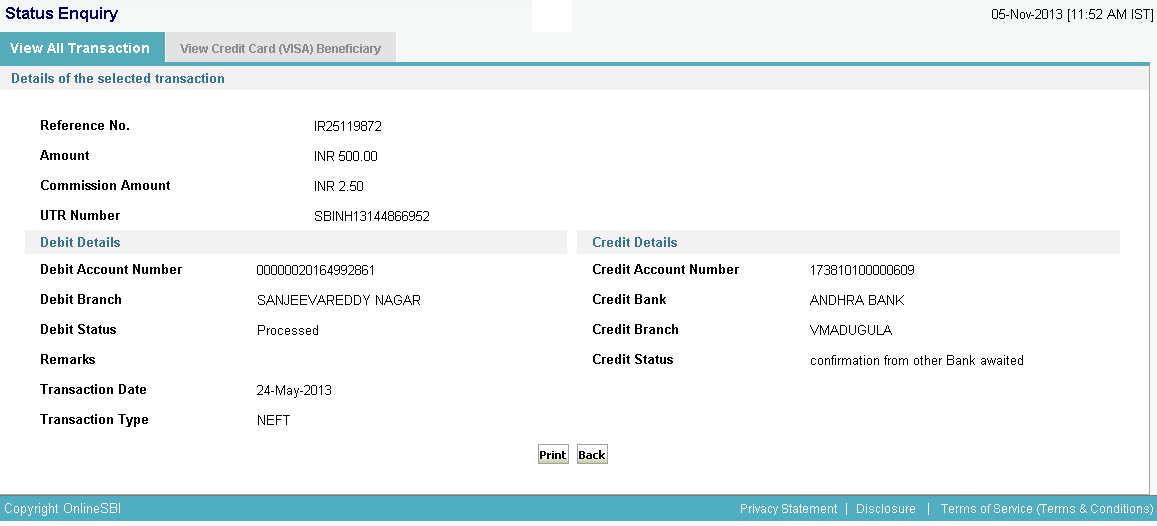 Status Enquiry
05-Nov-2013 [11:52 AM IST]
View All Transaction
View Credit Card (VISA) Beneficiary
Details of the selected transaction
Reference No. IR25119872
Amount INR 500.00
Commission Amount INR 2.50
UTR Number SBINH13144866952
Debit Details
Debit Account Number 00000020164992861
Debit Branch SANJEEVAREDDY NAGAR
Debit Status Processed
Remarks
Transaction Date 24-May-2013
Transaction Type NEFT
Credit Details
Credit Account Number 173810100000609
Credit Bank ANDHRA BANK
Credit Branch VMADUGULA
Credit Status confirmation from other Bank awaited
Print Back
Copyright OnlineSBI
Privacy Statement | Disclosure | Terms of Service (Terms & Conditions)